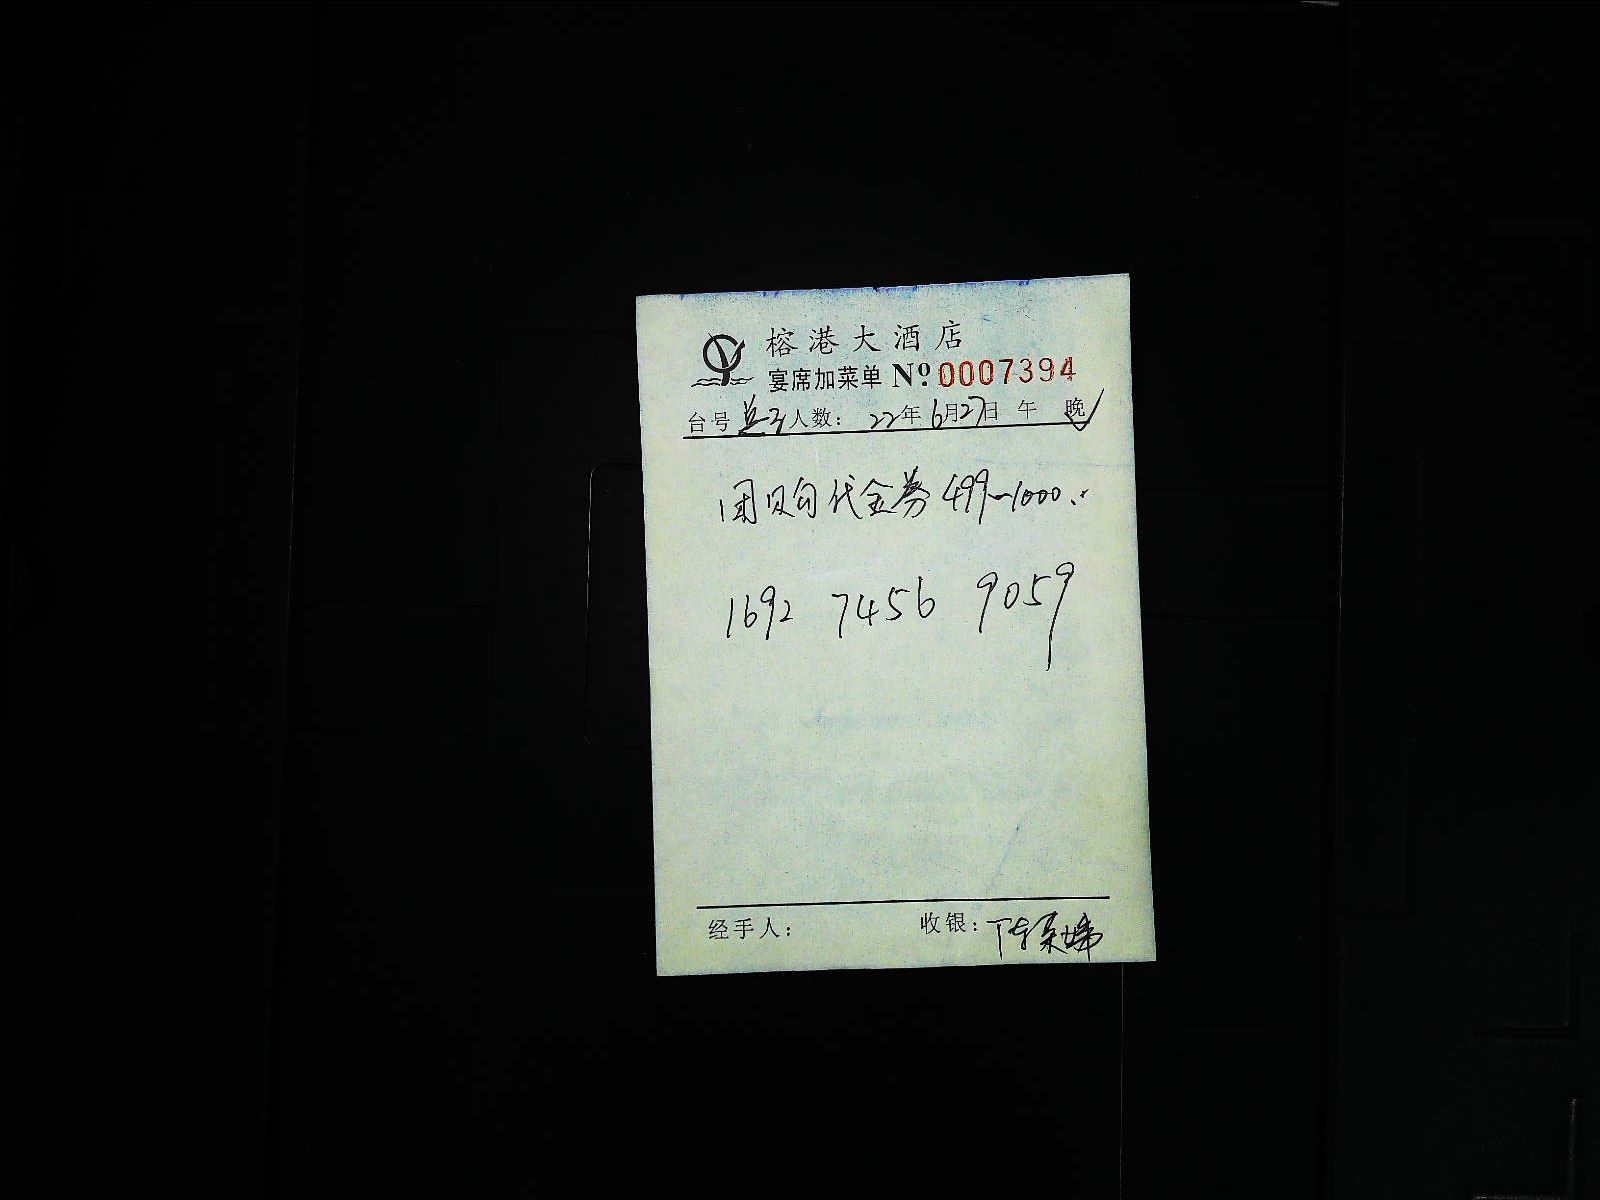 榕港大酒店
宴席加菜单 Nº 0007394
台号 人数: 22年6月27日 午 晚
团购代金券 499~1000..
1692 7456 9059
经手人: 收银: